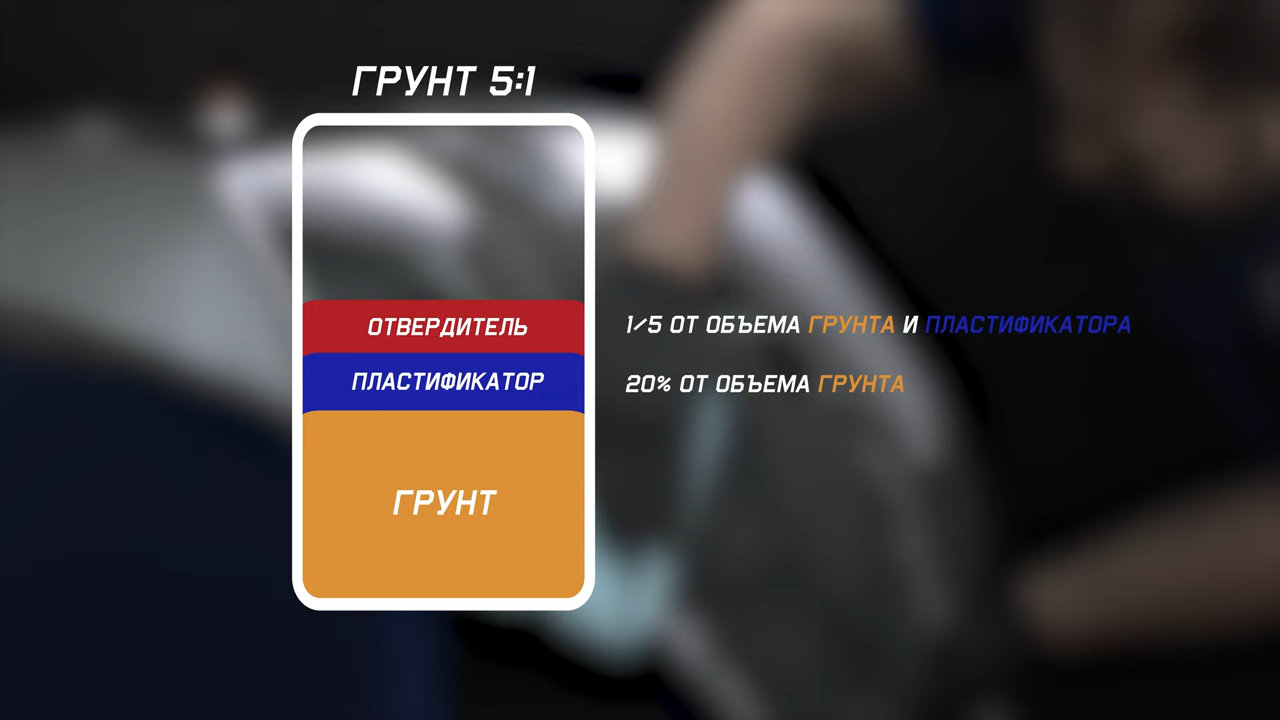 ГРУНТ 5:1
ОТВЕРДИТЕЛЬ
1/5 ОТ ОБЪЕМА ГРУНТА И ПЛАСТИФИКАТОРА
ПЛАСТИФИКАТОР
20% ОТ ОБЪЕМА ГРУНТА
ГРУНТ